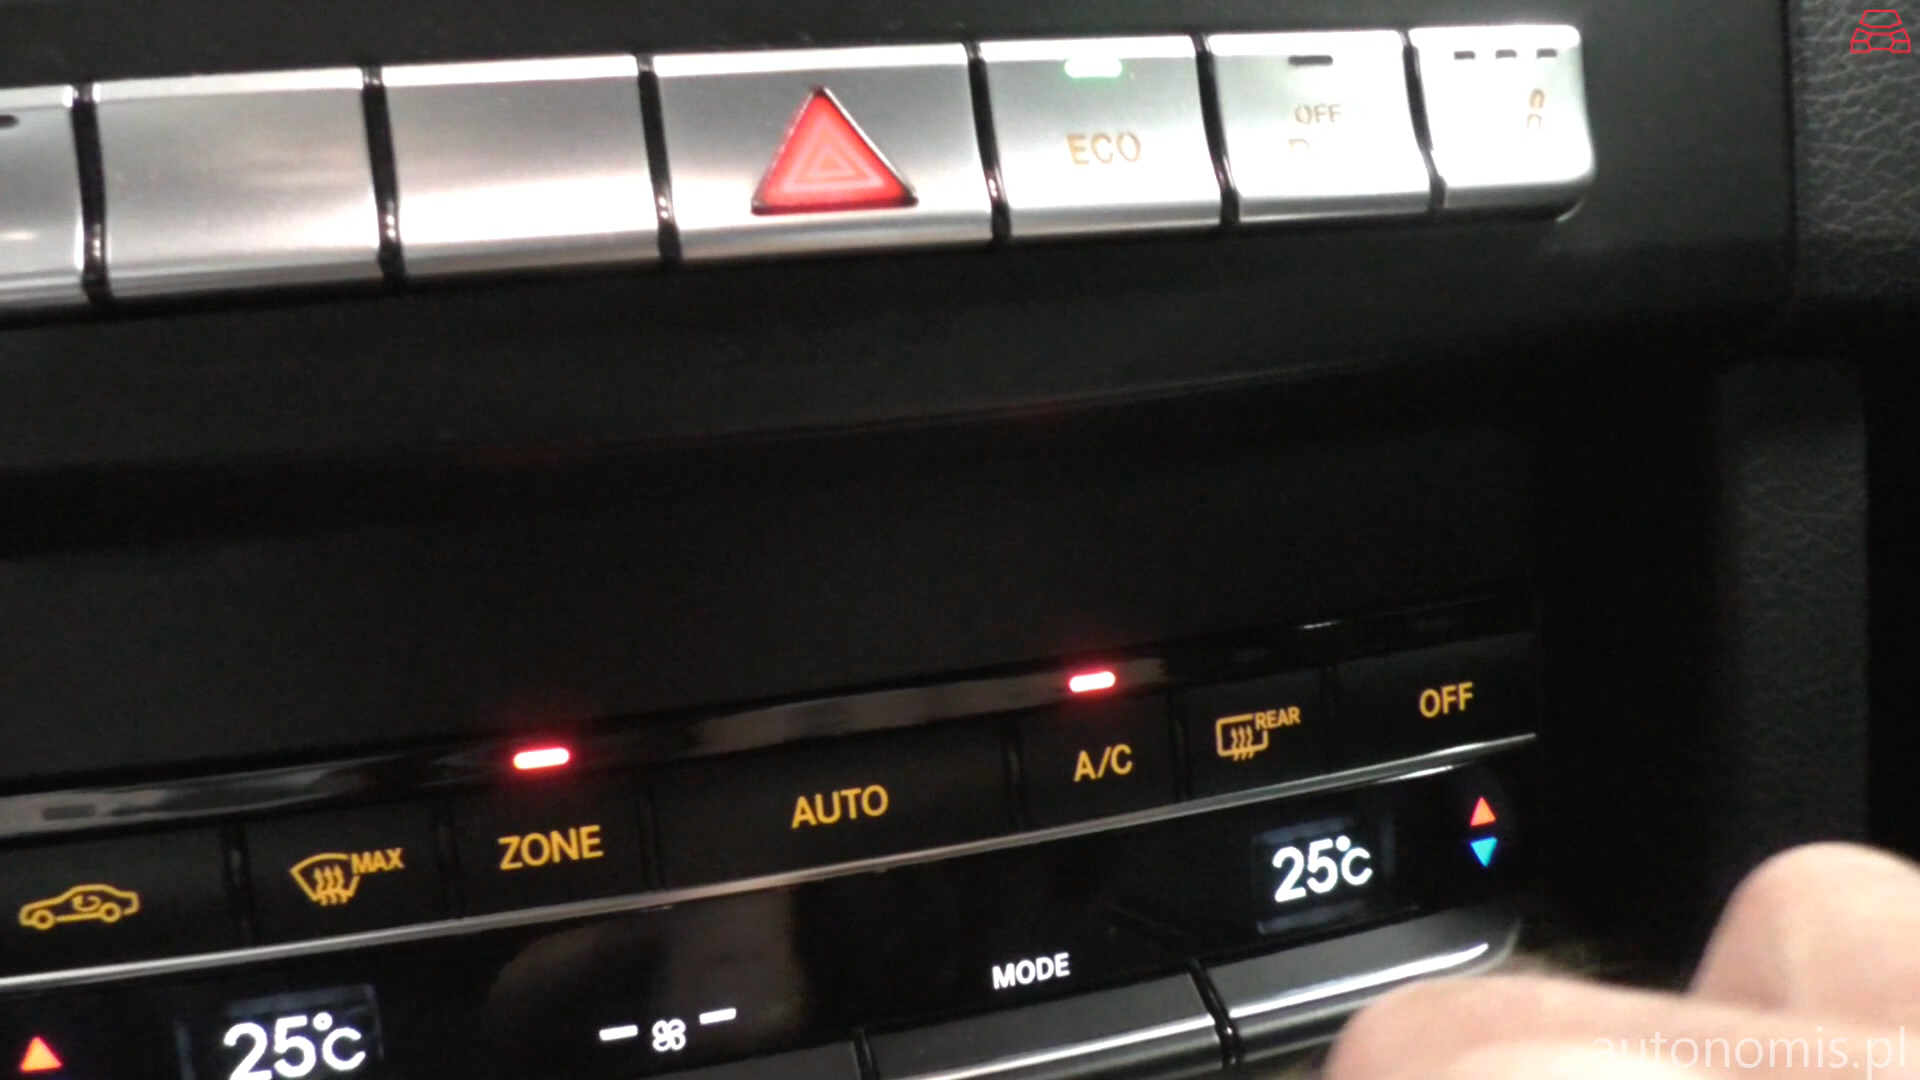 ECO
OFF
MAX
ZONE
AUTO
A/C
REAR
OFF
25°C
MODE
25°C
autonomis.pl